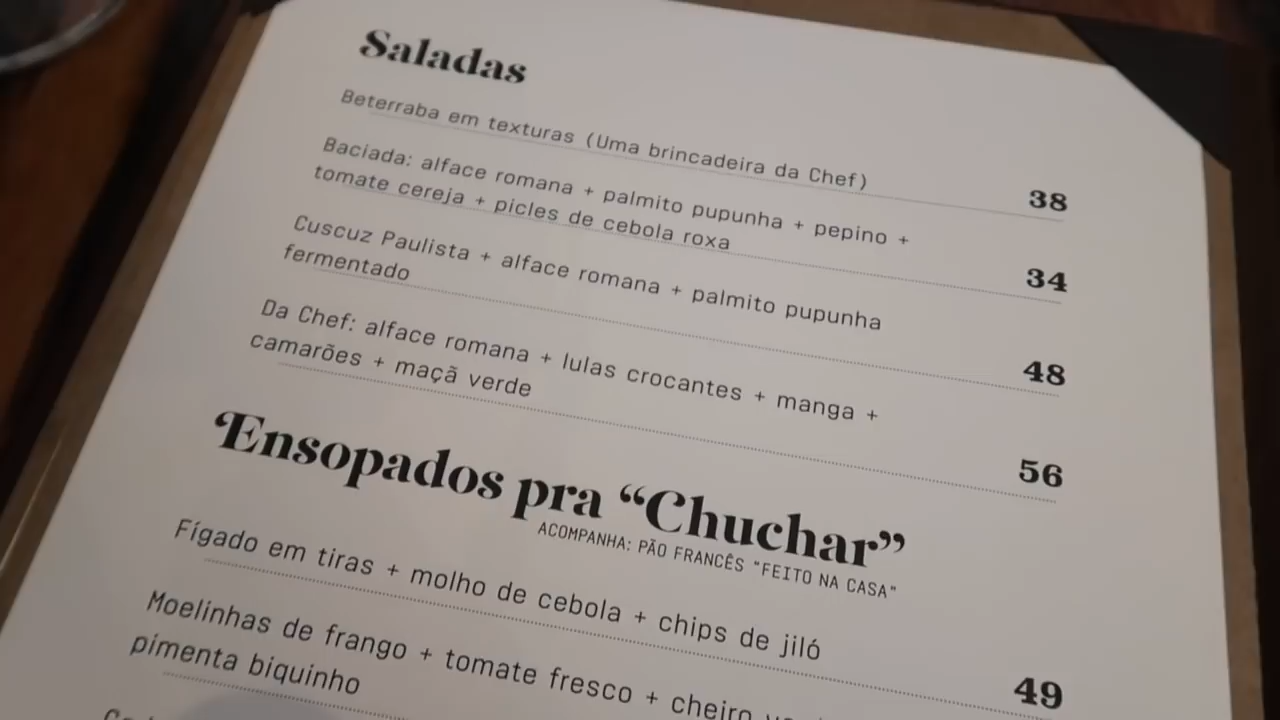 Saladas
Beterraba em texturas (Uma brincadeira da Chef)
38
Baciada: alface romana + palmito pupunha + pepino +
tomate cereja + picles de cebola roxa
34
Cuscuz Paulista + alface romana + palmito pupunha
fermentado
48
Da Chef: alface romana + lulas crocantes + manga +
camarões + maçã verde
56
Ensopados pra “Chuchar”
ACOMPANHA: PÃO FRANCÊS "FEITO NA CASA"
Fígado em tiras + molho de cebola + chips de jiló
49
Moelinhas de frango + tomate fresco + cheiro
pimenta biquinho